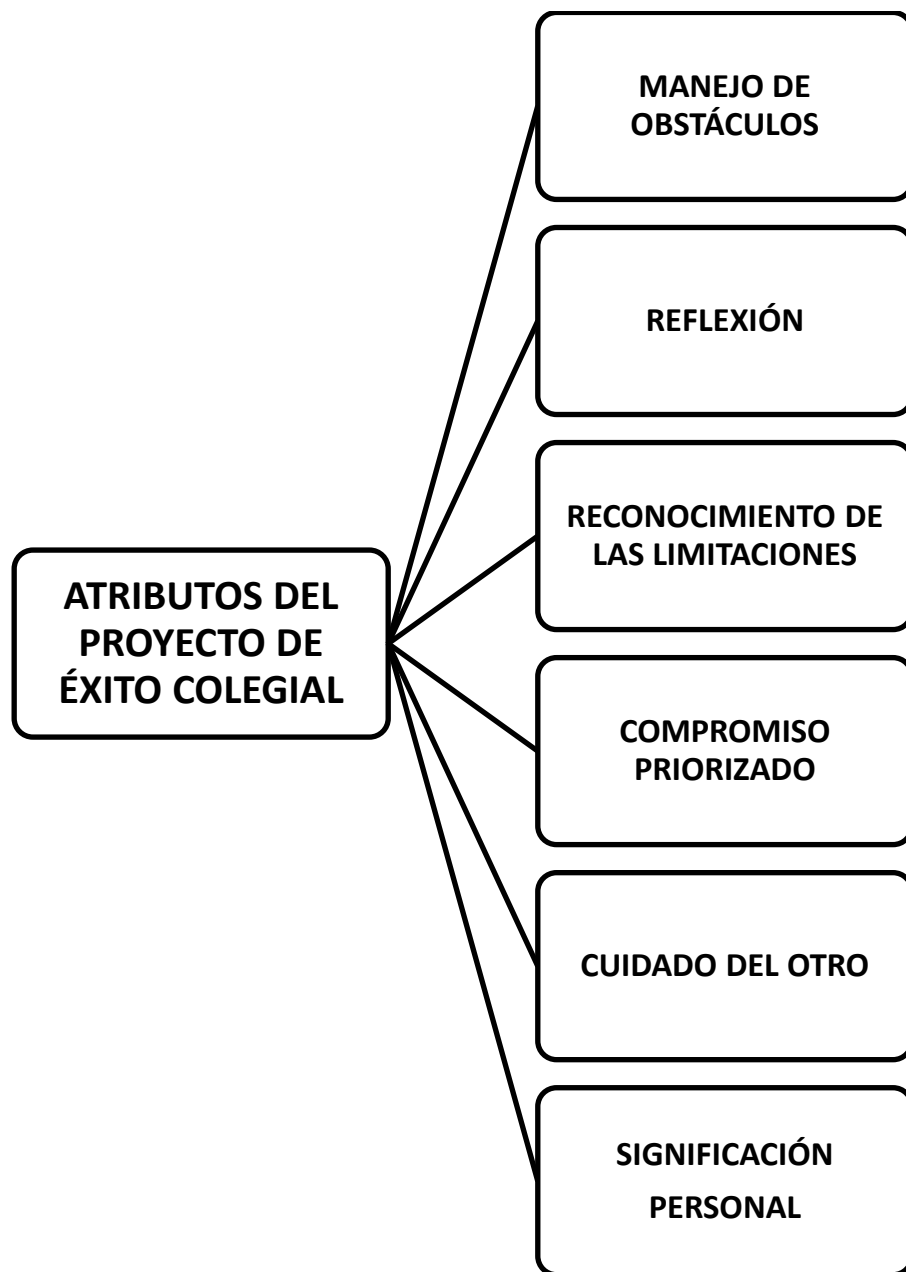 MANEJO DE
OBSTÁCULOS
REFLEXIÓN
RECONOCIMIENTO DE
LAS LIMITACIONES
ATRIBUTOS DEL
PROYECTO DE
ÉXITO COLEGIAL
COMPROMISO
PRIORIZADO
CUIDADO DEL OTRO
SIGNIFICACIÓN
PERSONAL